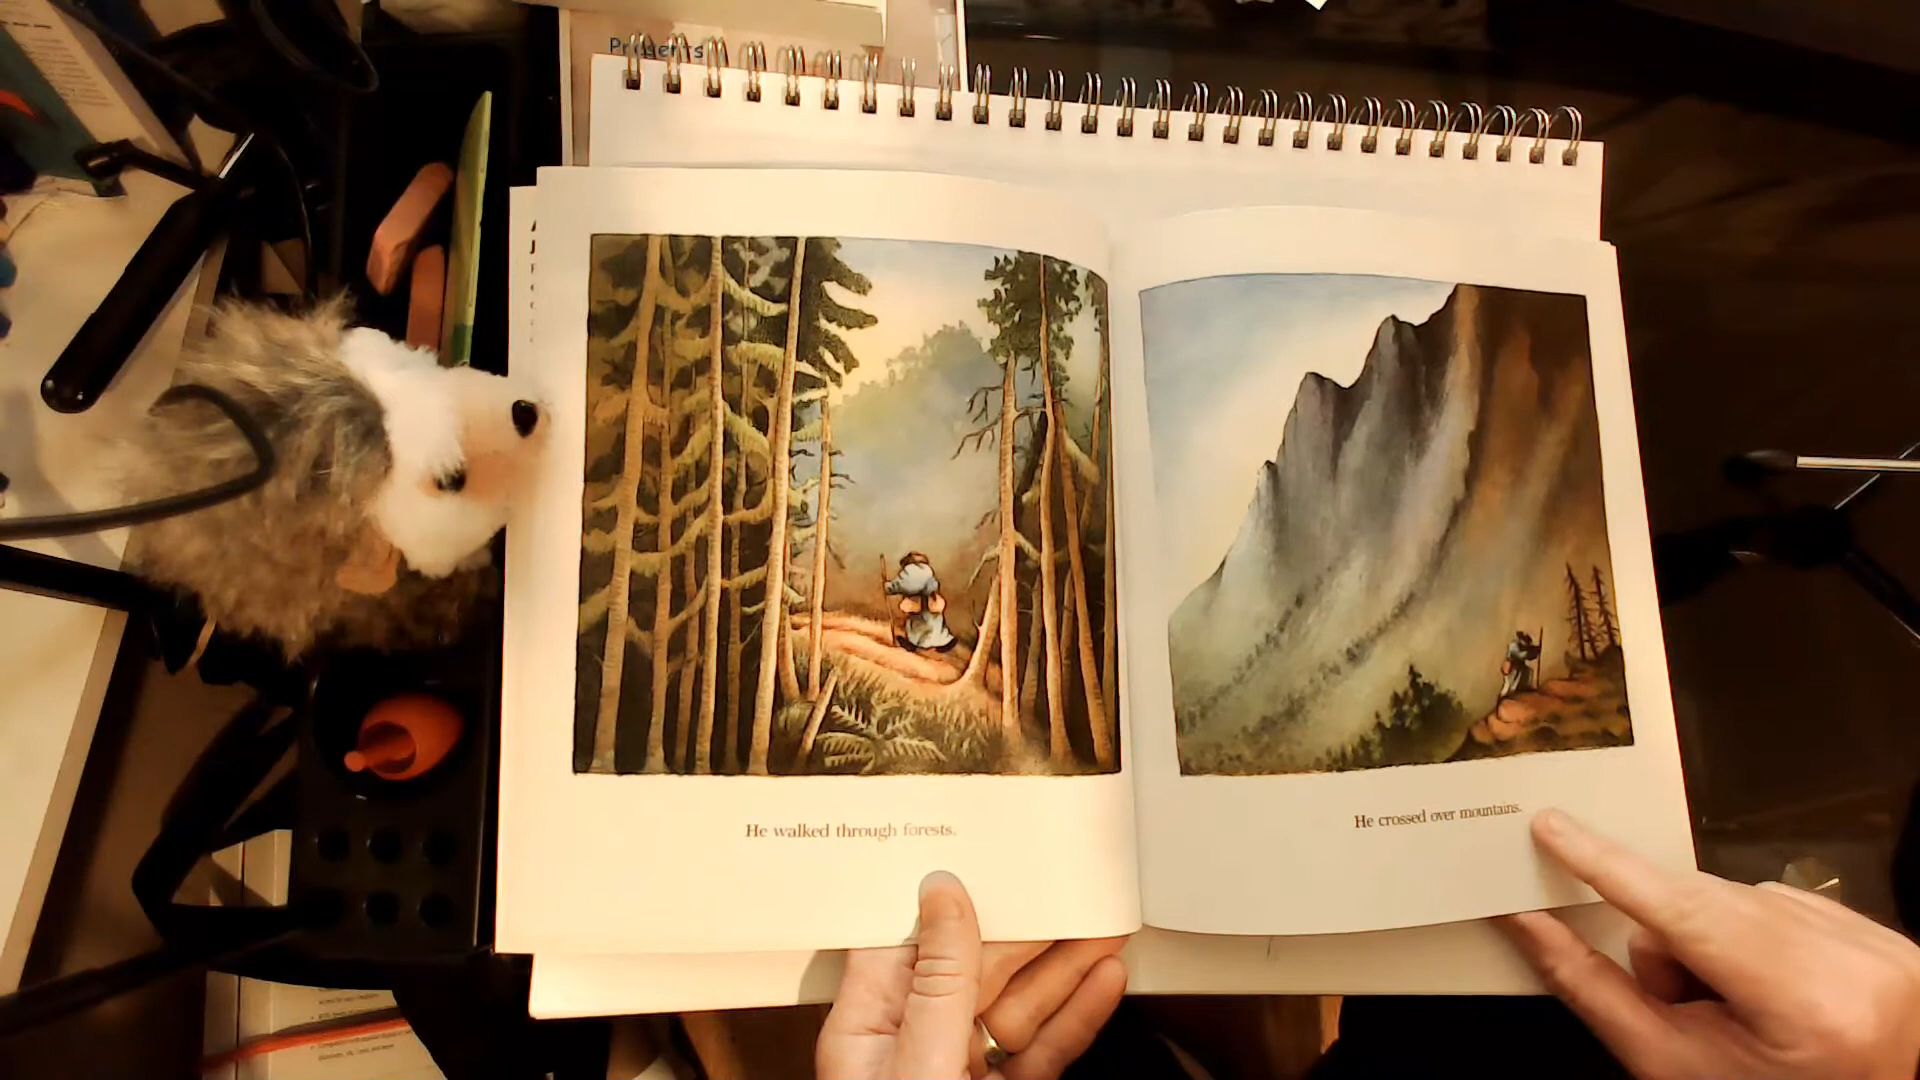 Presents
He walked through forests.
He crossed over mountains.